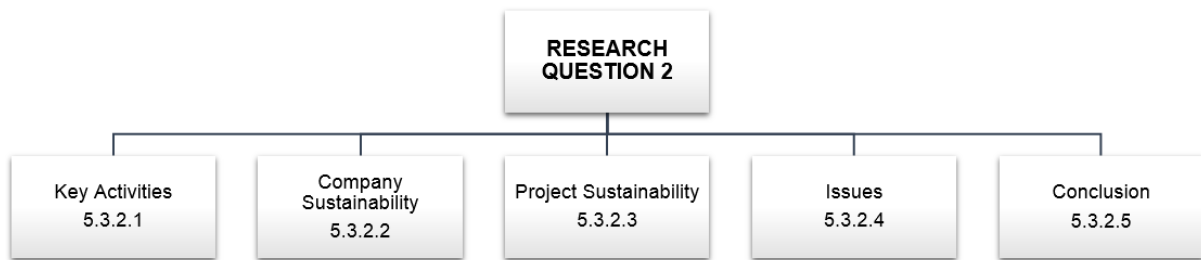 RESEARCH
QUESTION 2
Key Activities
5.3.2.1
Company
Sustainability
5.3.2.2
Project Sustainability
5.3.2.3
Issues
5.3.2.4
Conclusion
5.3.2.5